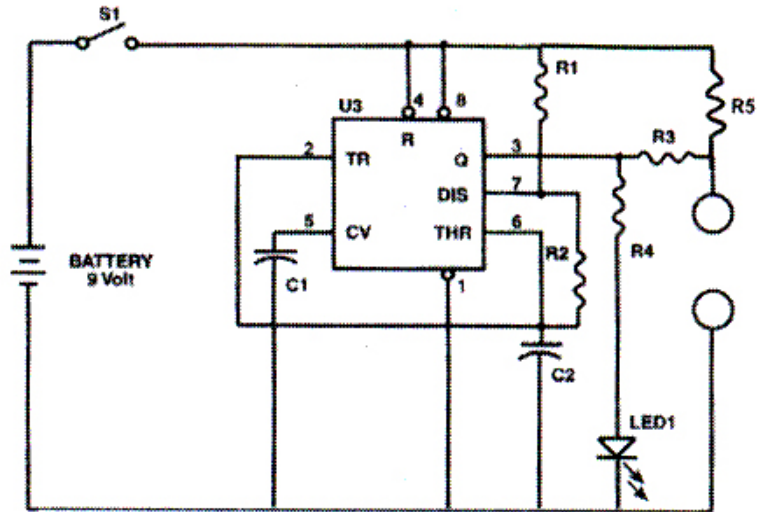 S1
R1
R5
U3
4
8
R
R3
2
TR
Q
3
DIS
7
5
CV
THR
6
R2
R4
BATTERY
9 Volt
C1
1
C2
LED1